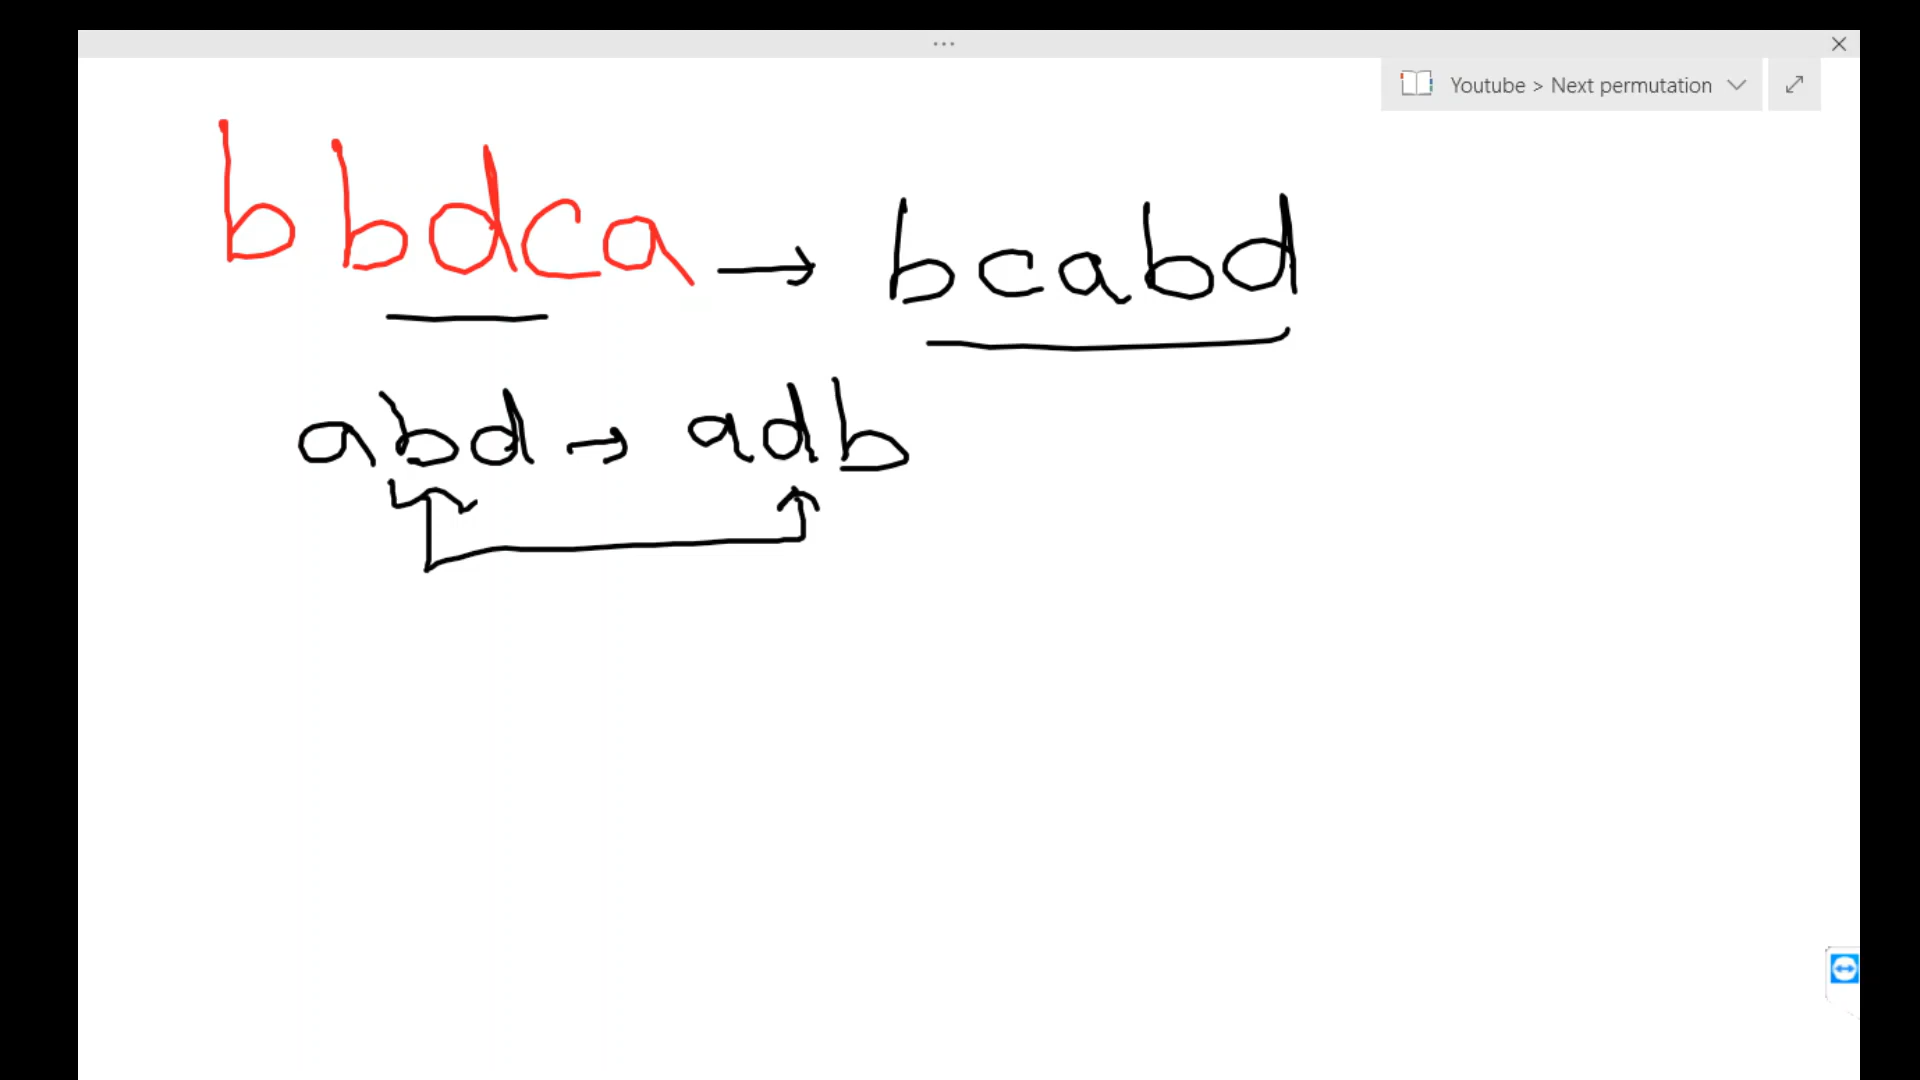 Youtube > Next permutation
bbdca → bcabd
abd → adb